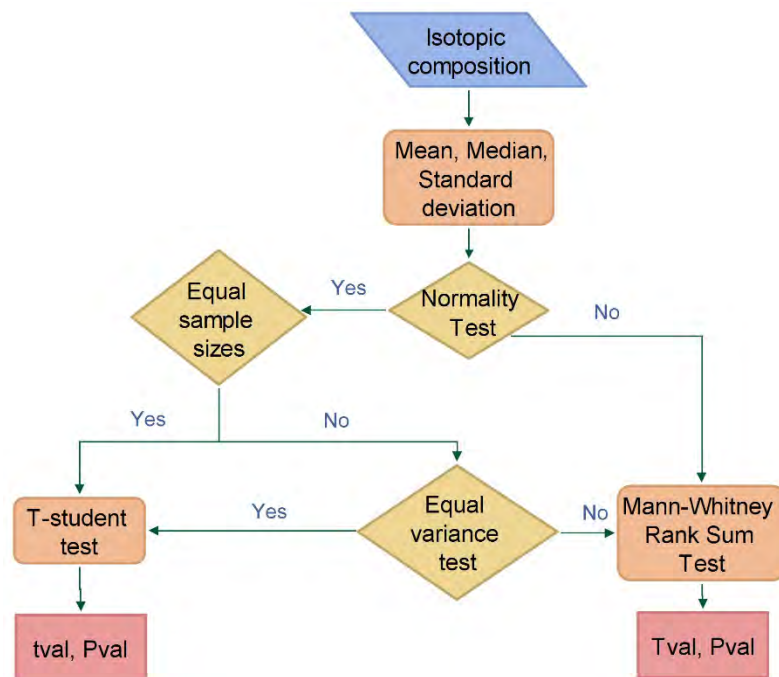 Isotopic
composition
Mean, Median,
Standard
deviation
Normality
Test
Yes
No
Equal
sample
sizes
Yes
No
Equal
variance
test
Yes
No
T-student
test
Mann-Whitney
Rank Sum
Test
tval, Pval
Tval, Pval